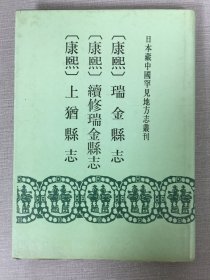 日本藏中國罕見地方志叢刊
〔康熙〕瑞金縣志
〔康熙〕續修瑞金縣志
〔康熙〕上猶縣志